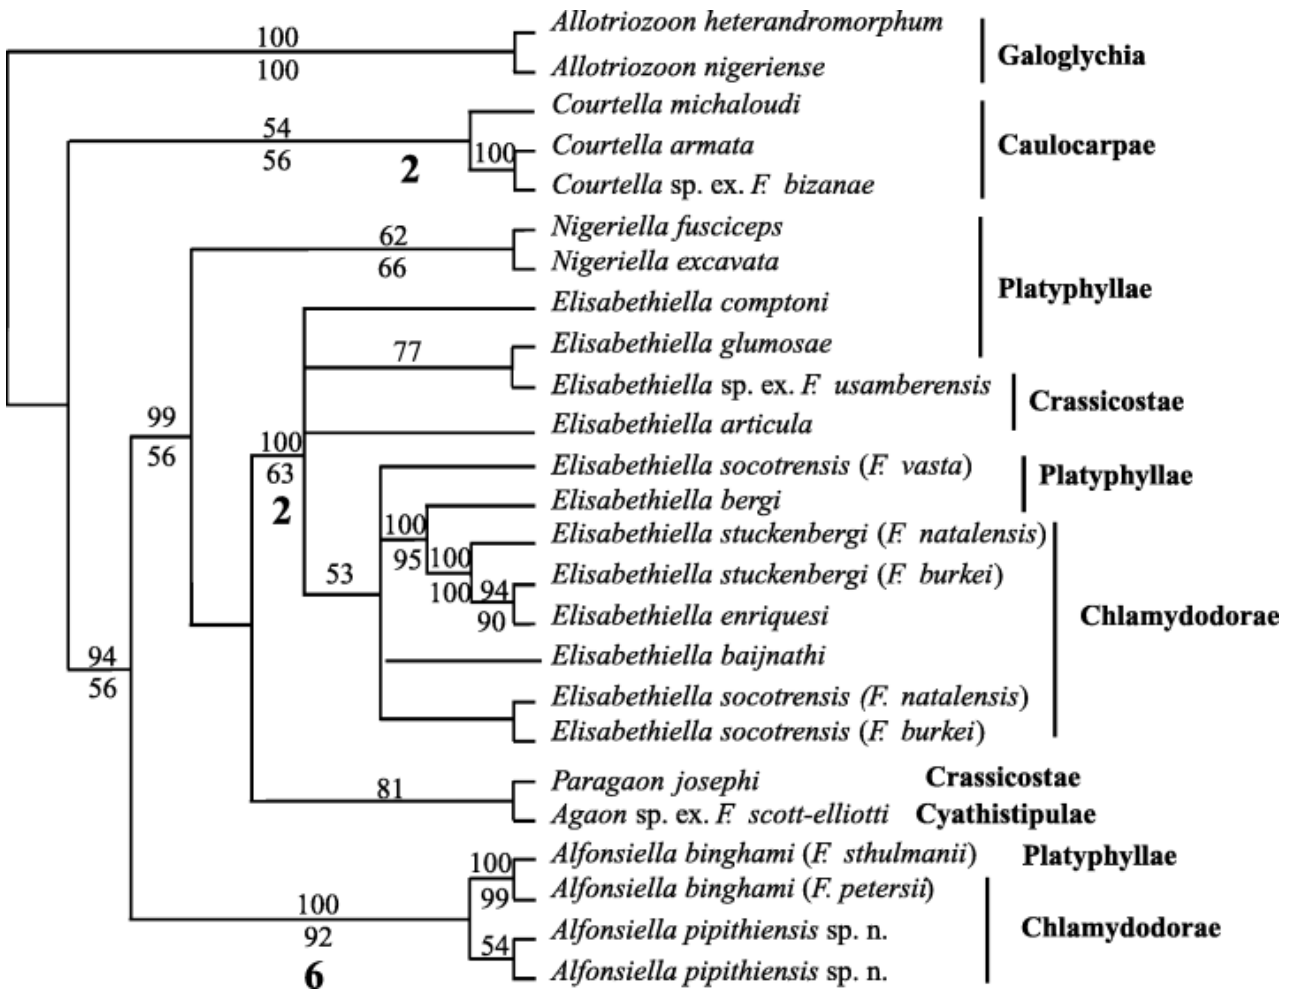 Allotriozoon heterandromorphum
100
Galoglychia
100
Allotriozoon nigeriense
Courtella michaloudi
54
Courtella armata
Caulocarpae
100
56
2
Courtella sp. ex. F. bizanae
Nigeriella fusciceps
62
Nigeriella excavata
66
Platyphyllae
Elisabethiella comptoni
Elisabethiella glumosae
77
Elisabethiella sp. ex. F. usamberensis
Crassicostae
99
56
Elisabethiella articula
100
63
2
Elisabethiella socotrensis (F. vasta)
Platyphyllae
Elisabethiella bergi
100
95
Elisabethiella stuckenbergi (F. natalensis)
100
100
53
Elisabethiella stuckenbergi (F. burkei)
94
90
Elisabethiella enriquesi
Chlamydodorae
Elisabethiella baijnathi
94
56
Elisabethiella socotrensis (F. natalensis)
Elisabethiella socotrensis (F. burkei)
Paragaon josephi
Crassicostae
81
Agaon sp. ex. F. scott-elliotti
Cyathistipulae
Alfonsiella binghami (F. sthulmanii)
Platyphyllae
100
99
Alfonsiella binghami (F. petersii)
100
92
6
Alfonsiella pipithiensis sp. n.
Chlamydodorae
54
Alfonsiella pipithiensis sp. n.